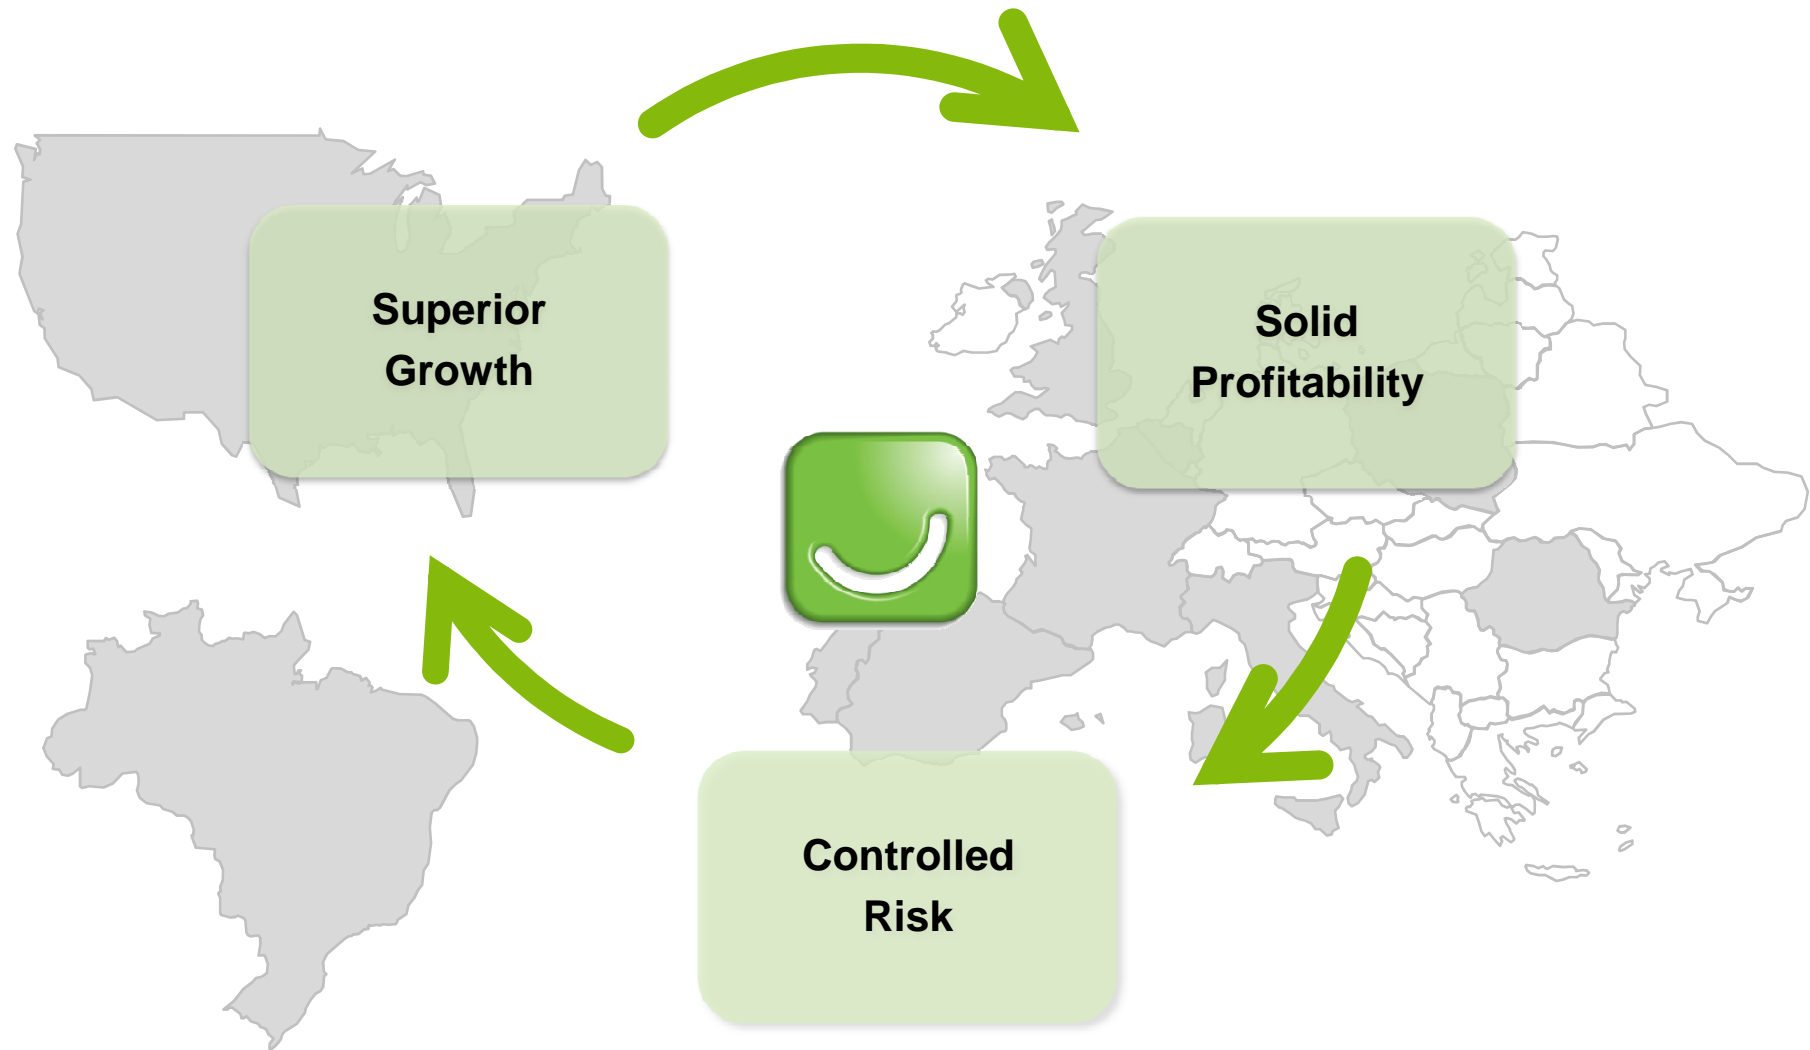 Superior
Growth
Solid
Profitability
Controlled
Risk